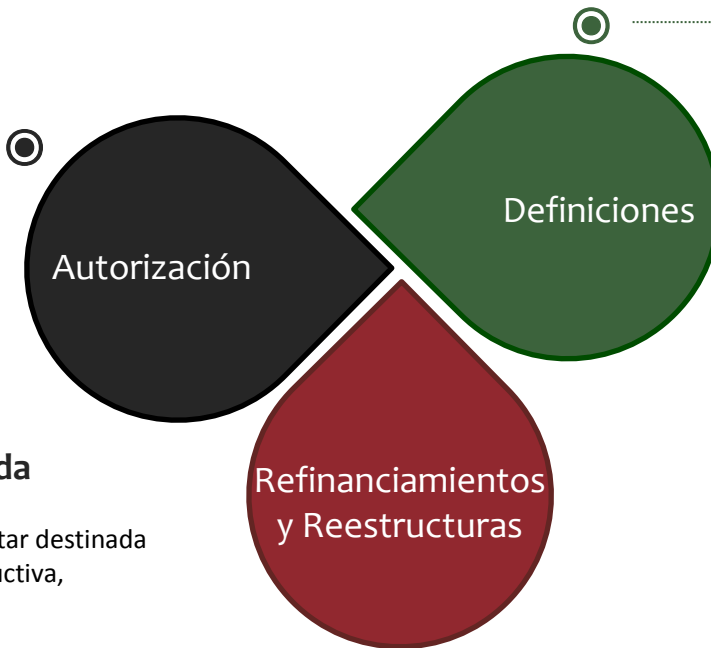 Definiciones
Autorización
Refinanciamientos
y Reestructuras
da
tar destinada
uctiva,